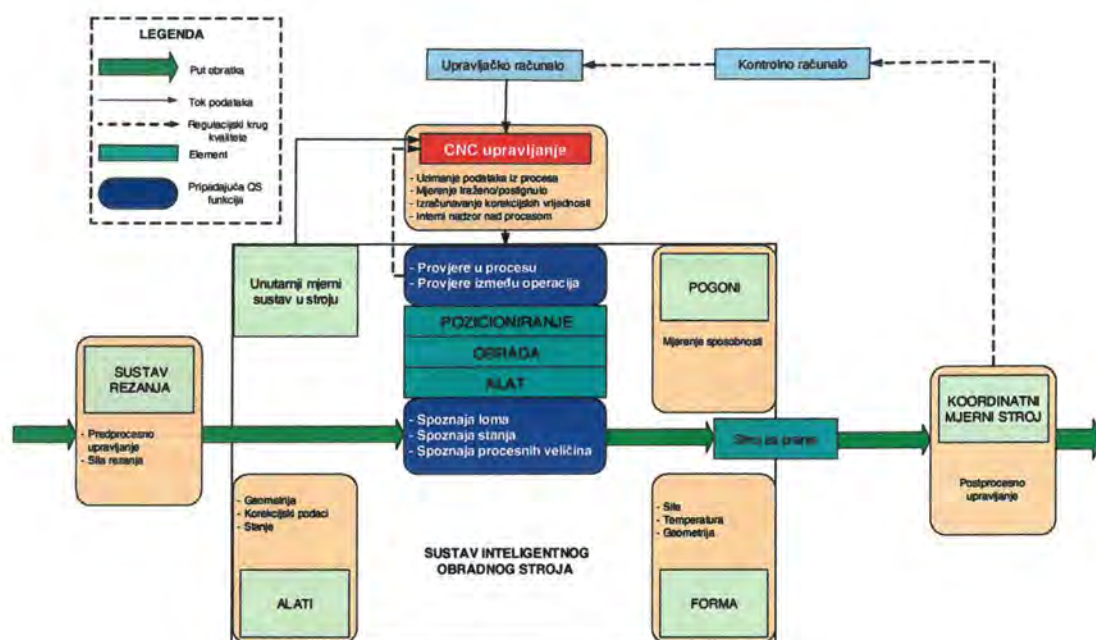 LEGENDA
Put obratka
Tok podataka
Regulacijski krug
kvalitete
Element
Pripadajuća QS
funkcija
Upravljačko računalo
Kontrolno računalo
CNC upravljanje
- Uzimanje podataka iz procesa
- Mjerenje traženo/postignuto
- Izračunavanje korekcijskih vrijednosti
- Interni nadzor nad procesom
Unutarnji mjerni
sustav u stroju
- Provjere u procesu
- Provjere između operacija
POGONI
Mjerenje sposobnosti
POZICIONIRANJE
OBRADA
ALAT
SUSTAV
REZANJA
- Predprocesno
upravljanje
- Sila rezanja
- Spoznaja loma
- Spoznaja stanja
- Spoznaja procesnih veličina
Stroj za pranje
KOORDINATNI
MJERNI STROJ
Postprocesno
upravljanje
- Geometrija
- Korekcijski podaci
- Stanje
ALATI
SUSTAV INTELIGENTNOG
OBRADNOG STROJA
- Sile
- Temperatura
- Geometrija
FORMA